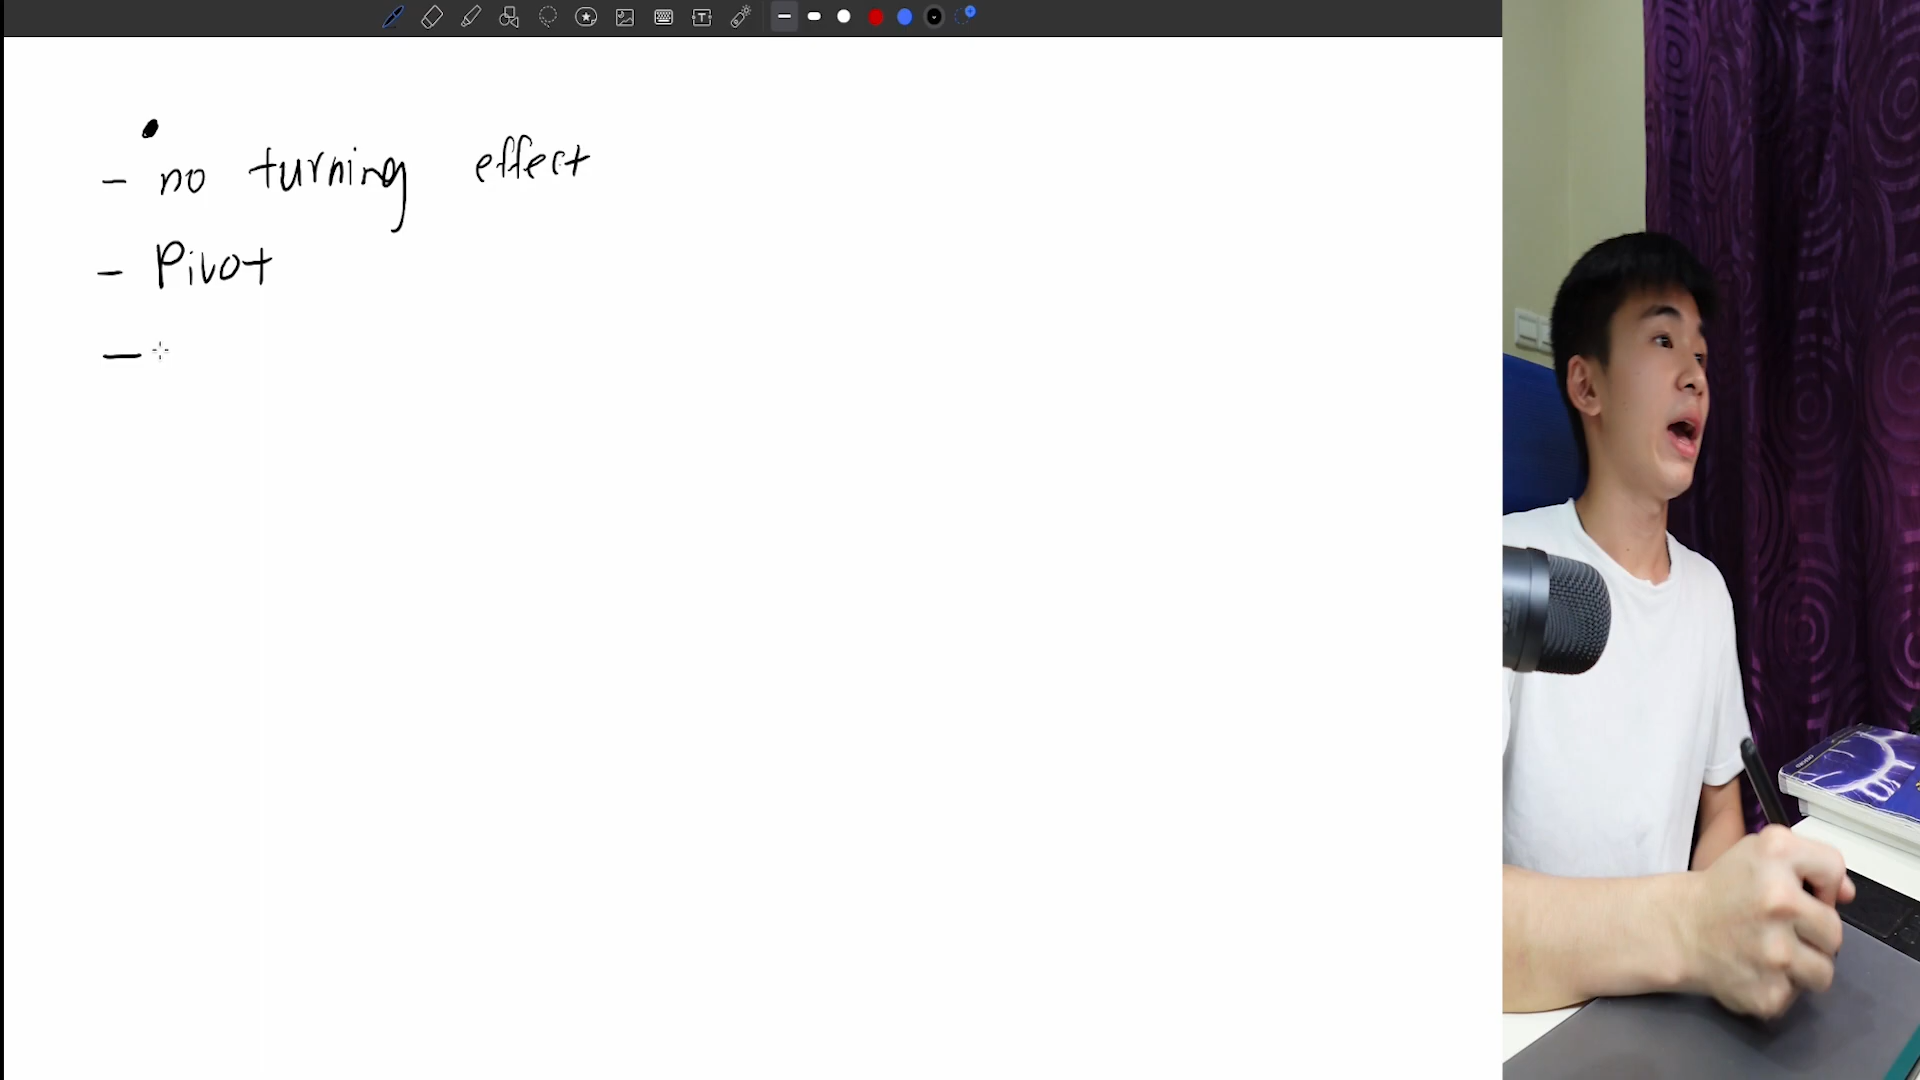 - no turning effect
- Pivot
-